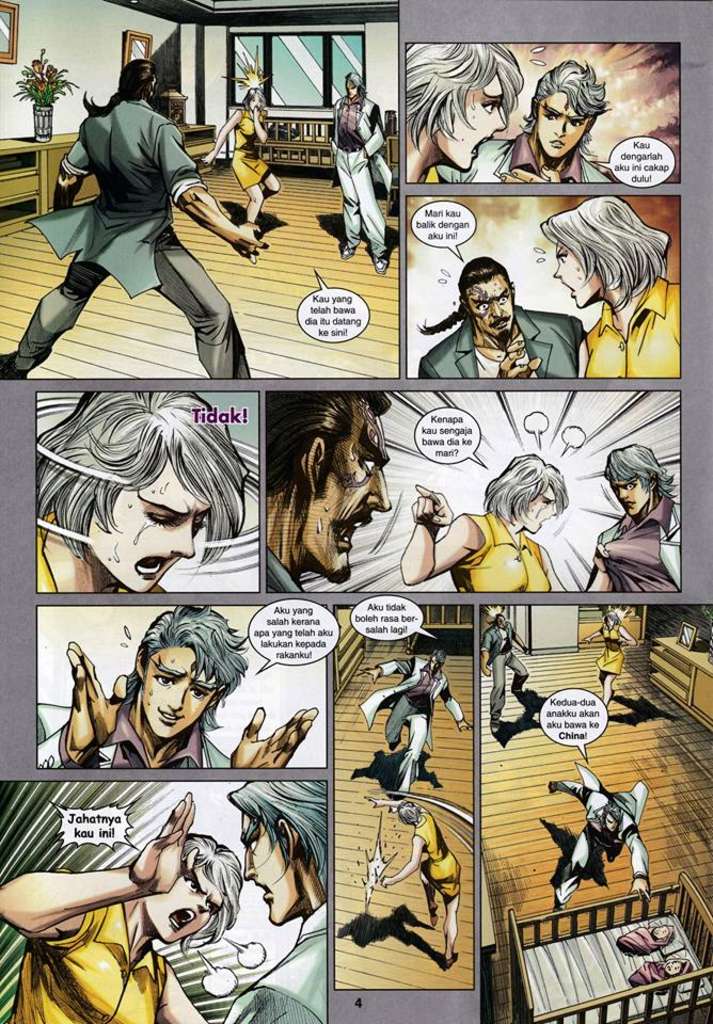 Kau yang
telah bawa
dia itu datang
ke sini!
Kau
dengarlah
aku ini cakap
dulu!
Mari kau
balik dengan
aku ini!
Tidak!
Kenapa
kau sengaja
bawa dia ke
mari?
Aku yang
salah kerana
apa yang telah aku
lakukan kepada
rakanku!
Aku tidak
boleh rasa ber-
salah lagi!
Kedua-dua
anakku akan
aku bawa ke
China!
Jahatnya
kau ini!
4